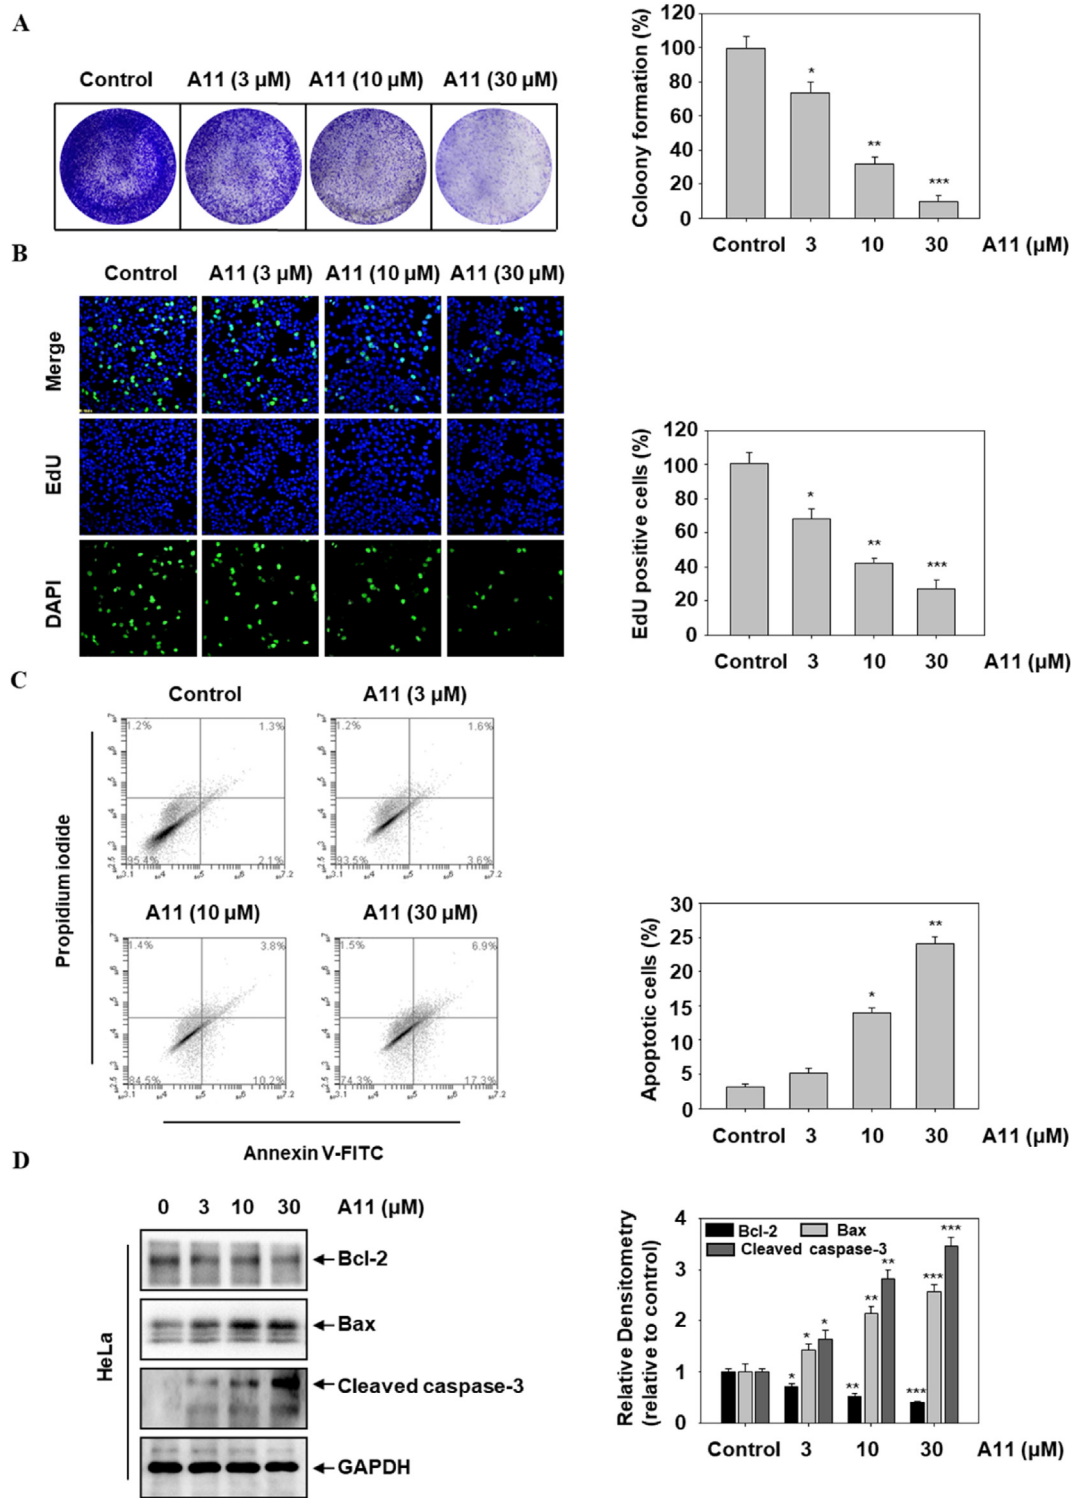 A
Control A11 (3 µM) A11 (10 µM) A11 (30 µM)
Coloony formation (%)
120
100
80
60
40
20
0
* ** ***
Control 3 10 30 A11 (µM)
B
Control A11 (3 µM) A11 (10 µM) A11 (30 µM)
Merge
EdU
DAPI
EdU positive cells (%)
120
100
80
60
40
20
0
* ** ***
Control 3 10 30 A11 (µM)
C
Control A11 (3 µM)
1.2% 1.3% 1.2% 1.6%
95.4% 2.1% 93.5% 3.6%
A11 (10 µM) A11 (30 µM)
1.4% 3.8% 1.5% 6.9%
84.5% 10.2% 74.3% 17.3%
Propidium iodide
Annexin V-FITC
Apoptotic cells (%)
30
25
20
15
10
5
0
* **
Control 3 10 30 A11 (µM)
D
0 3 10 30 A11 (µM)
HeLa
Bcl-2
Bax
Cleaved caspase-3
GAPDH
Relative Densitometry
(relative to control)
4
3
2
1
0
Bcl-2 Bax
Cleaved caspase-3
* * *
** ** **
*** *** ***
Control 3 10 30 A11 (µM)